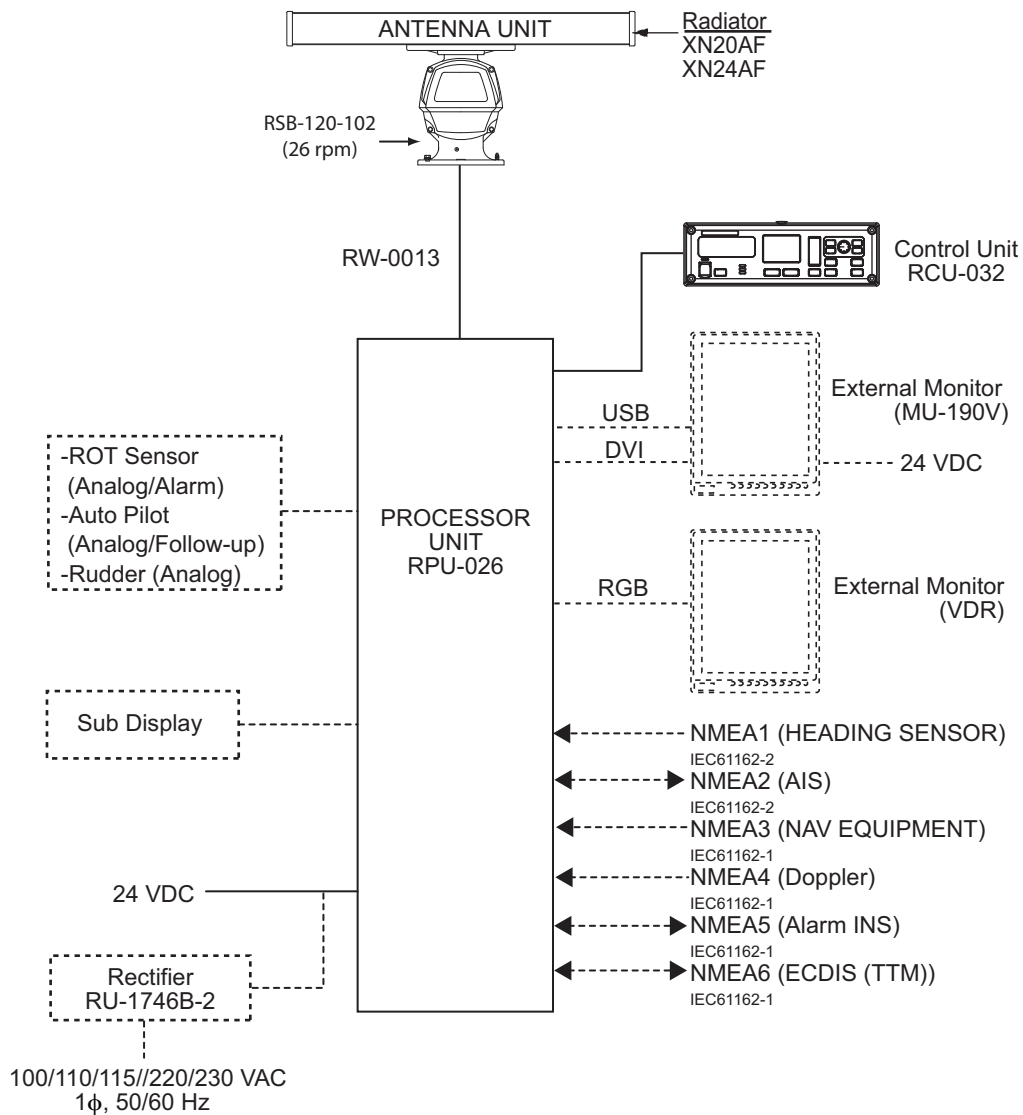 ANTENNA UNIT
Radiator
XN20AF
XN24AF
RSB-120-102
(26 rpm)
RW-0013
Control Unit
RCU-032
External Monitor
(MU-190V)
USB
DVI
24 VDC
-ROT Sensor
(Analog/Alarm)
-Auto Pilot
(Analog/Follow-up)
-Rudder (Analog)
PROCESSOR
UNIT
RPU-026
RGB
External Monitor
(VDR)
Sub Display
NMEA1 (HEADING SENSOR)
IEC61162-2
NMEA2 (AIS)
IEC61162-2
NMEA3 (NAV EQUIPMENT)
IEC61162-1
NMEA4 (Doppler)
IEC61162-1
NMEA5 (Alarm INS)
IEC61162-1
NMEA6 (ECDIS (TTM))
IEC61162-1
24 VDC
Rectifier
RU-1746B-2
100/110/115//220/230 VAC
1ϕ, 50/60 Hz